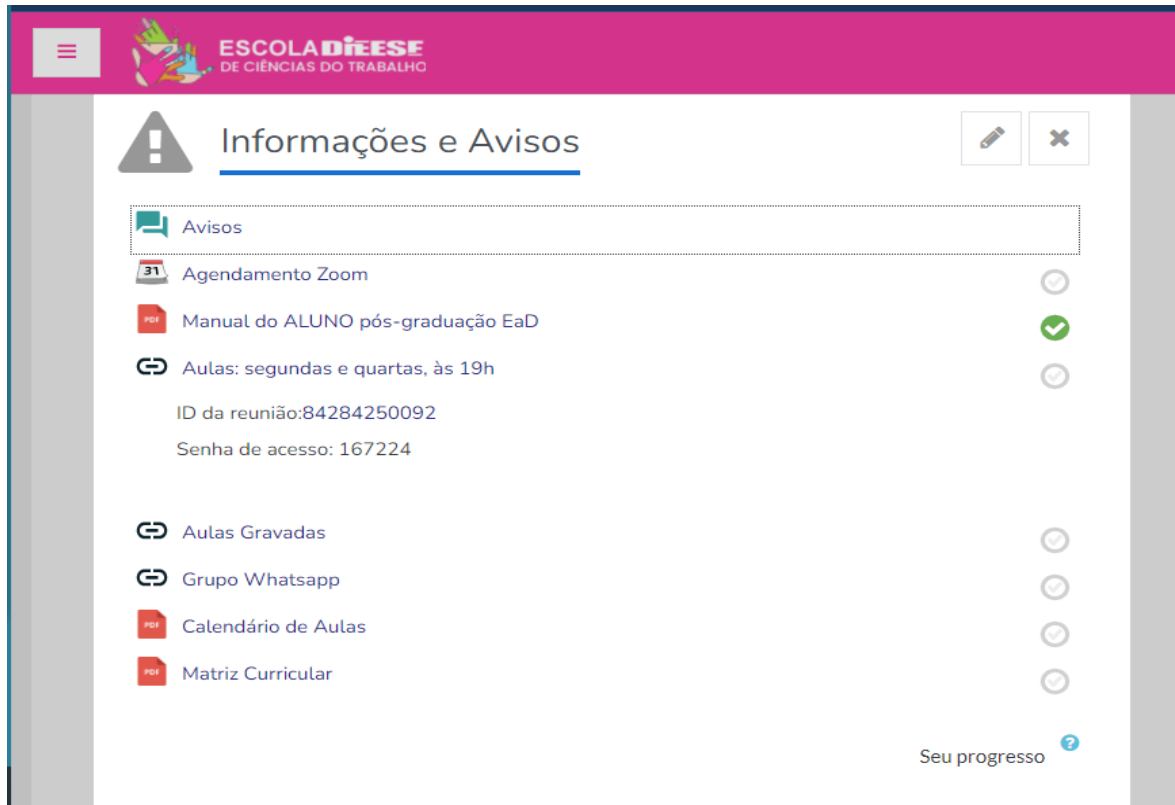 ESCOLA DIEESE
DE CIÊNCIAS DO TRABALHO
Informações e Avisos
Avisos
31
Agendamento Zoom
PDF
Manual do ALUNO pós-graduação EaD
Aulas: segundas e quartas, às 19h
ID da reunião:84284250092
Senha de acesso: 167224
Aulas Gravadas
Grupo Whatsapp
PDF
Calendário de Aulas
PDF
Matriz Curricular
Seu progresso
?